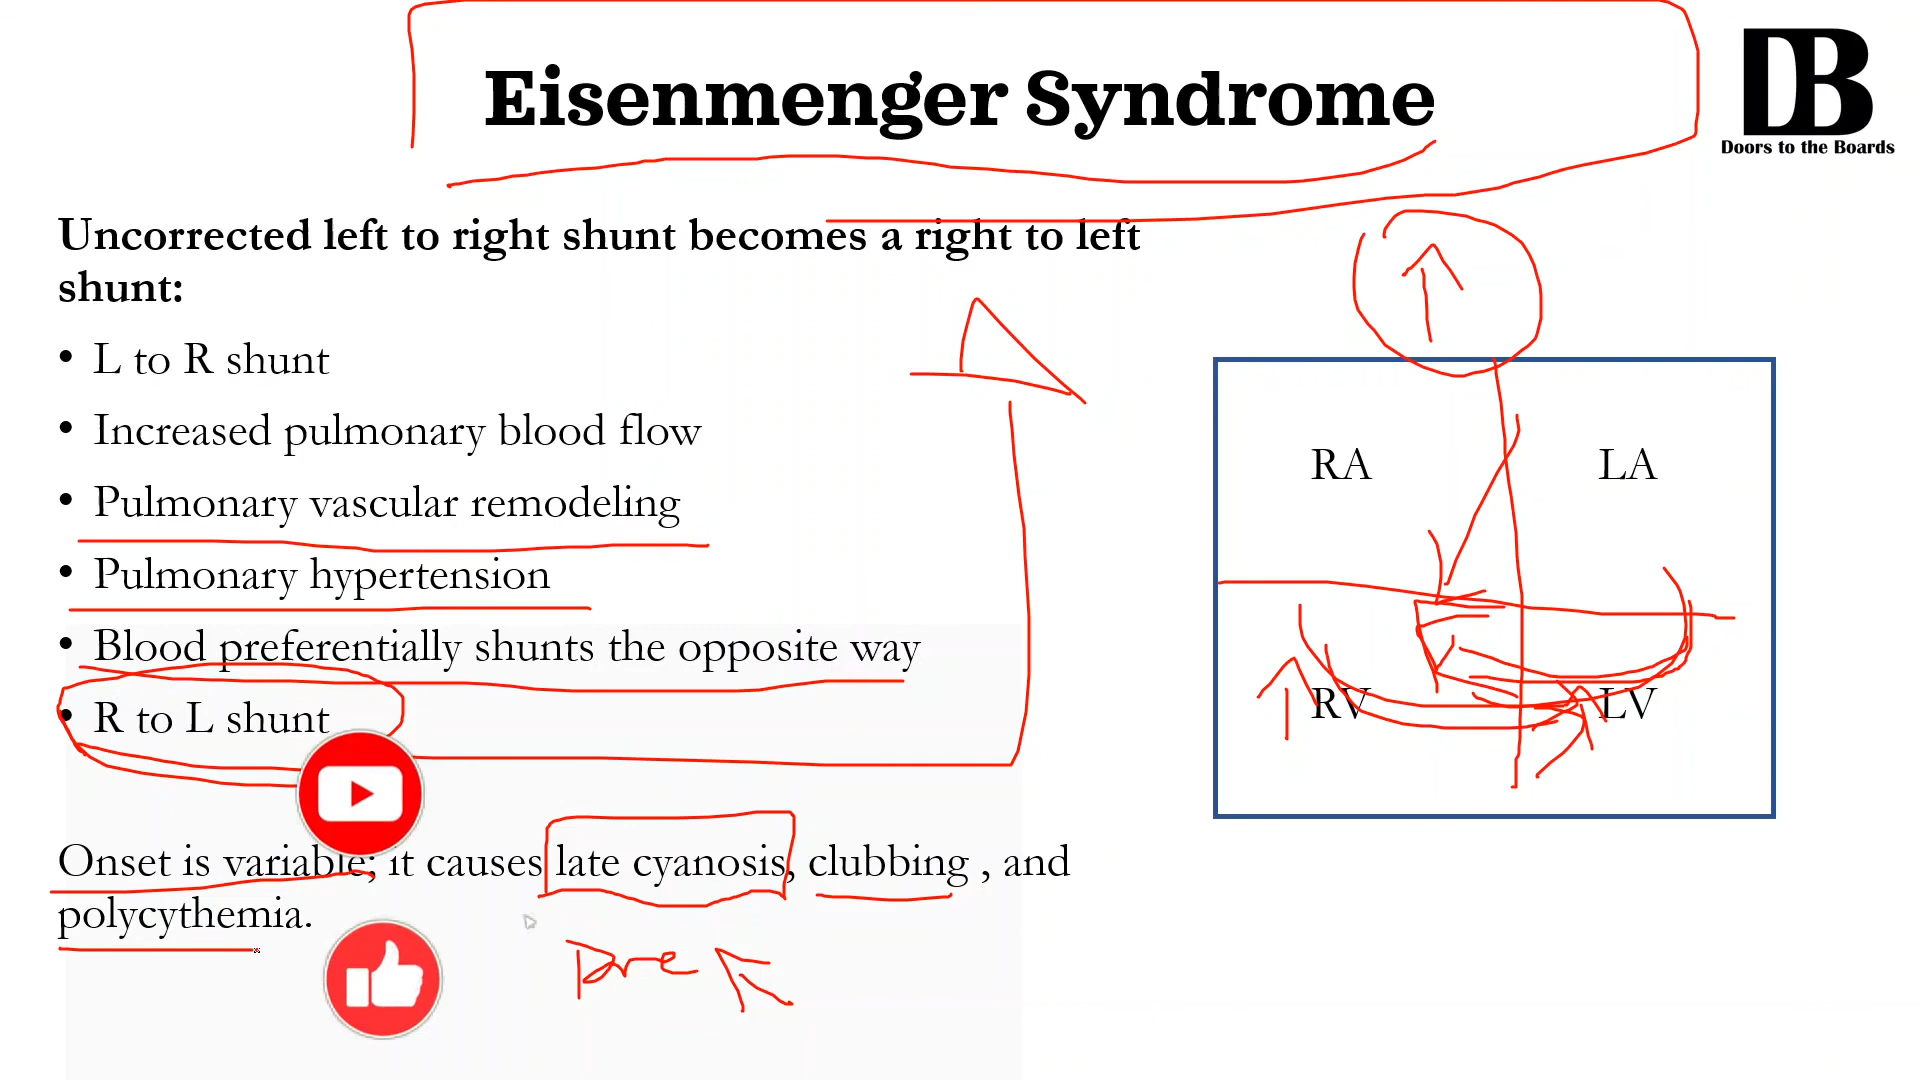 Eisenmenger Syndrome
DB
Doors to the Boards
Uncorrected left to right shunt becomes a right to left
shunt:
• L to R shunt
• Increased pulmonary blood flow
• Pulmonary vascular remodeling
• Pulmonary hypertension
• Blood preferentially shunts the opposite way
• R to L shunt
Onset is variable; it causes late cyanosis, clubbing , and
polycythemia.
RA
LA
RV
LV